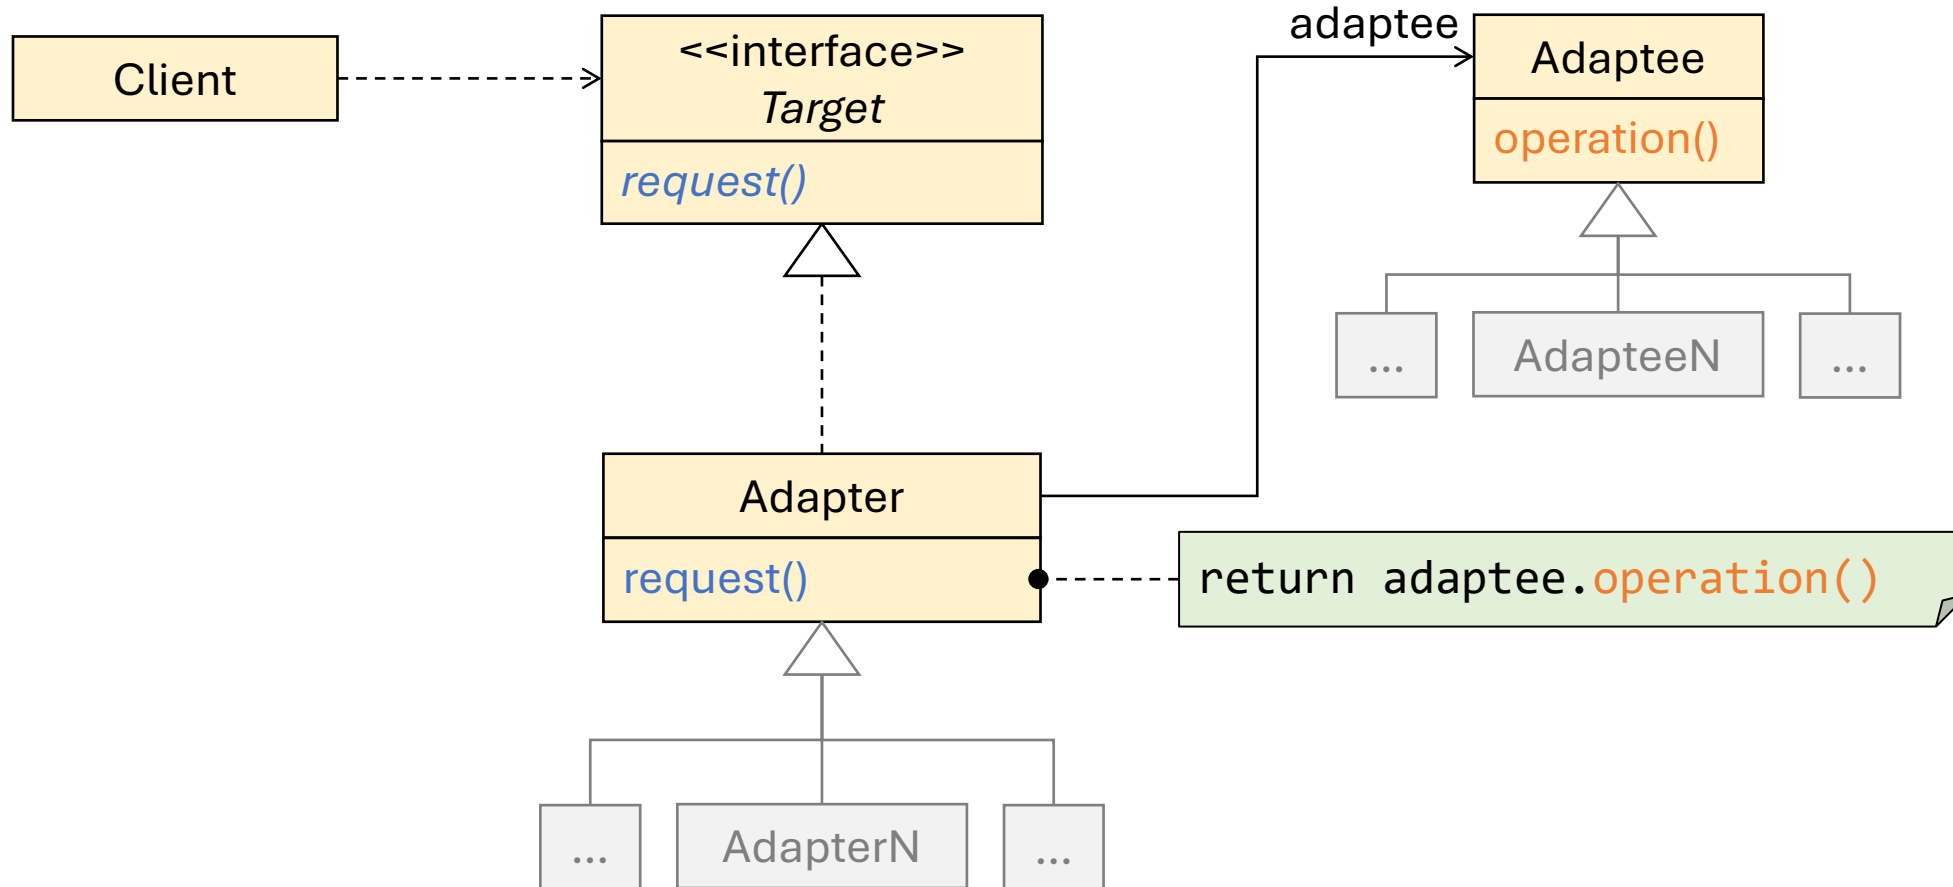 Client
<<interface>>
Target
request()
adaptee
Adaptee
operation()
...
AdapteeN
...
Adapter
request()
return adaptee.operation()
...
AdapterN
...